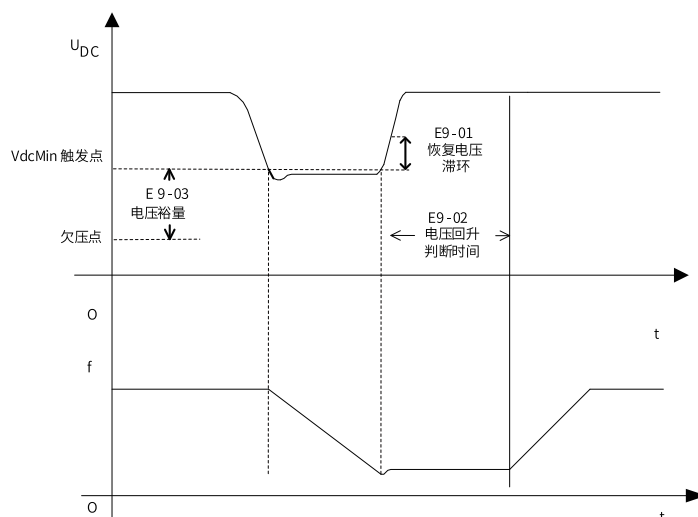 UDC
E9-01
恢复电压
滞环
VdcMin 触发点
E 9-03
电压裕量
E9-02
电压回升
判断时间
欠压点
O
t
f
O
t